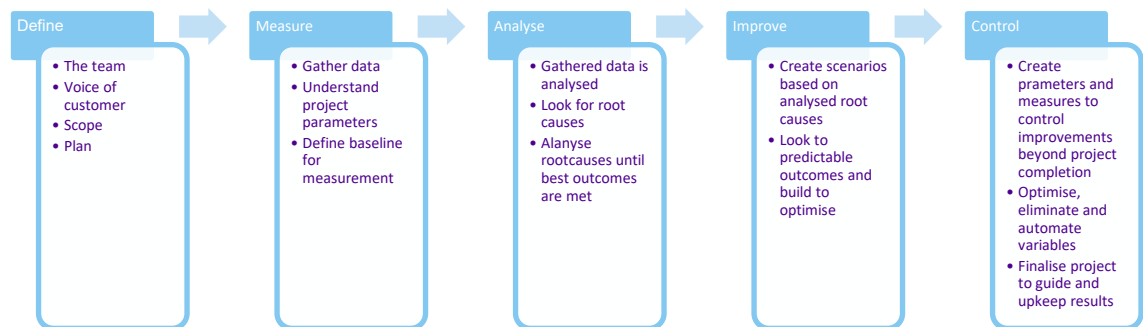 Define
• The team
• Voice of
customer
• Scope
• Plan
Measure
• Gather data
• Understand
project
parameters
• Define baseline
for
measurement
Analyse
• Gathered data is
analysed
• Look for root
causes
• Alanyse
rootcauses until
best outcomes
are met
Improve
• Create scenarios
based on
analysed root
causes
• Look to
predictable
outcomes and
build to
optimise
Control
• Create
prameters and
measures to
control
improvements
beyond project
completion
• Optimise,
eliminate and
automate
variables
• Finalise project
to guide and
upkeep results